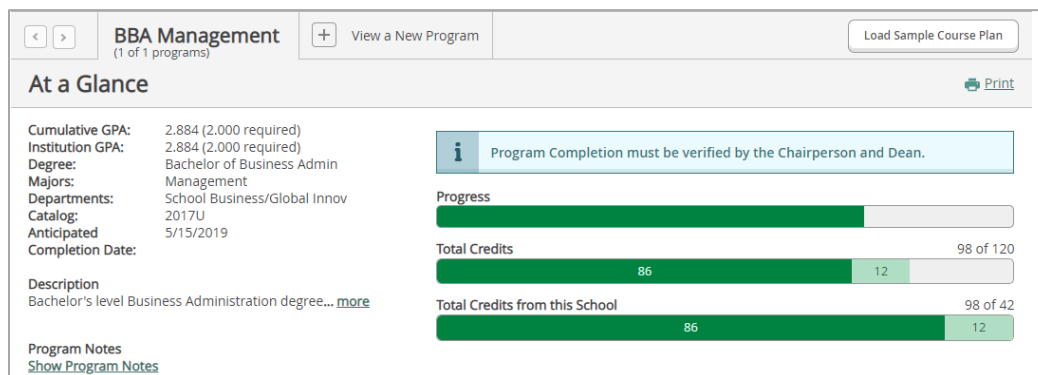 BBA Management
(1 of 1 programs)
View a New Program
Load Sample Course Plan
At a Glance
Print
Cumulative GPA: 2.884 (2.000 required)
Institution GPA: 2.884 (2.000 required)
Degree: Bachelor of Business Admin
Majors: Management
Departments: School Business/Global Innov
Catalog: 2017U
Anticipated 5/15/2019
Completion Date:
Description
Bachelor's level Business Administration degree... more
Program Notes
Show Program Notes
i Program Completion must be verified by the Chairperson and Dean.
Progress
Total Credits 98 of 120
86 12
Total Credits from this School 98 of 42
86 12